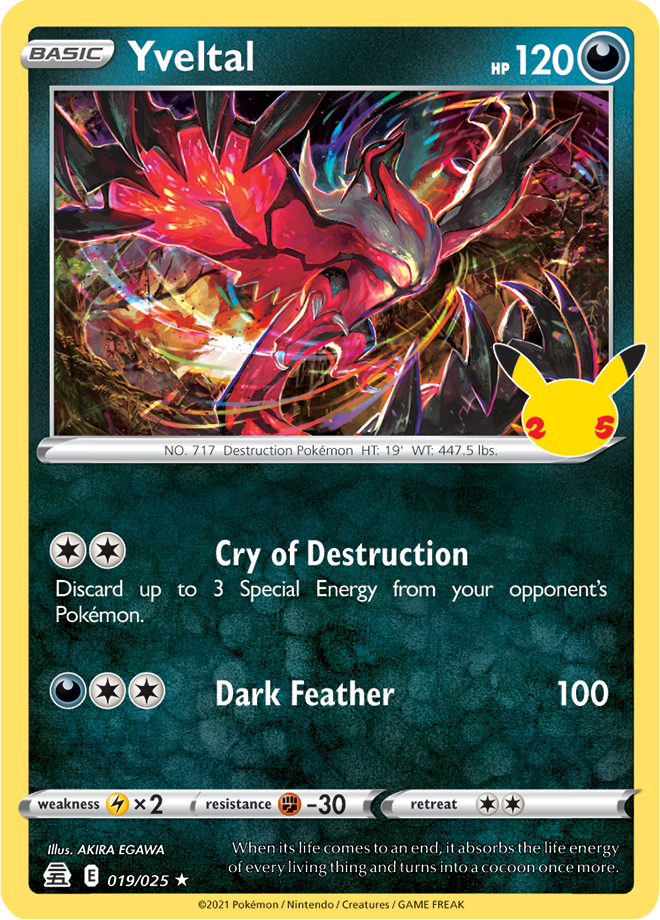 BASIC Yveltal HP 120
25
NO. 717 Destruction Pokémon HT: 19' WT: 447.5 lbs.
Cry of Destruction
Discard up to 3 Special Energy from your opponent's
Pokémon.
Dark Feather 100
weakness ×2 resistance -30 retreat
Illus. AKIRA EGAWA
When its life comes to an end, it absorbs the life energy
of every living thing and turns into a cocoon once more.
五 E 019/025 ★
©2021 Pokémon / Nintendo / Creatures / GAME FREAK